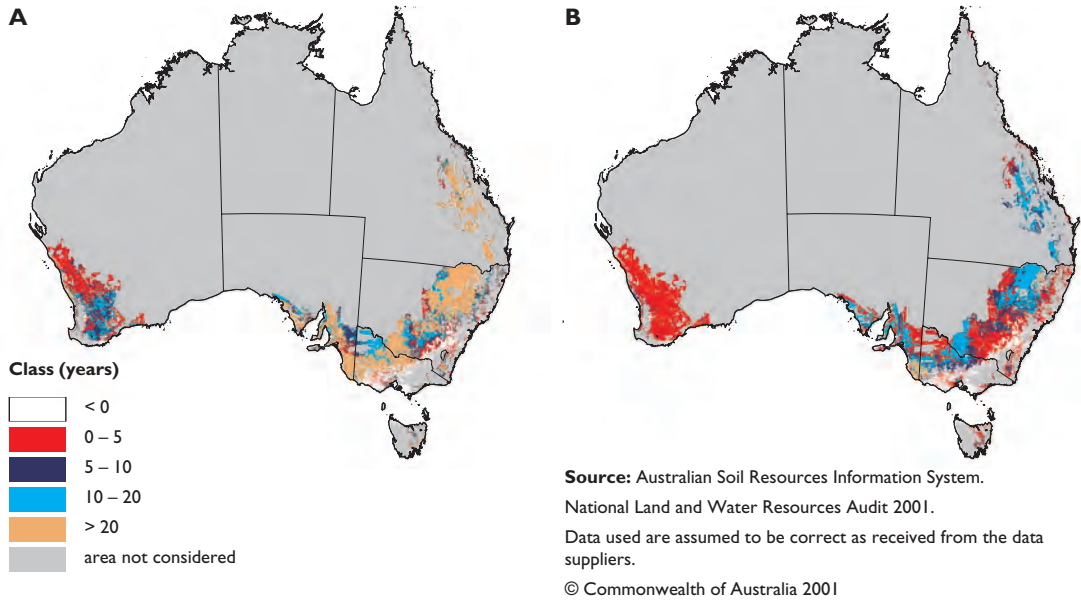 A
B
Class (years)
< 0
0 – 5
5 – 10
10 – 20
> 20
area not considered
Source: Australian Soil Resources Information System.
National Land and Water Resources Audit 2001.
Data used are assumed to be correct as received from the data
suppliers.
© Commonwealth of Australia 2001